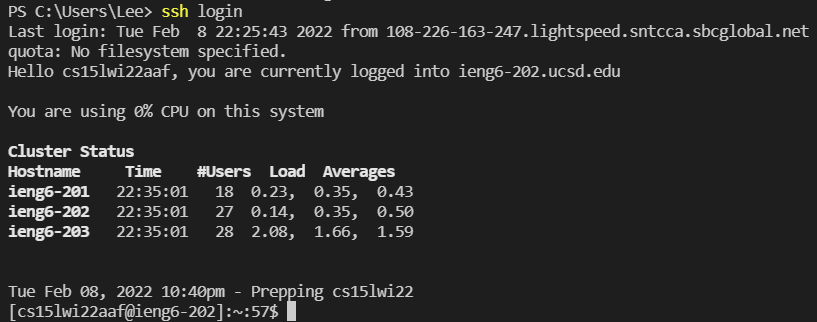 PS C:\Users\Lee> ssh login
Last login: Tue Feb  8 22:25:43 2022 from 108-226-163-247.lightspeed.sntcca.sbcglobal.net
quota: No filesystem specified.
Hello cs15lwi22aaf, you are currently logged into ieng6-202.ucsd.edu
You are using 0% CPU on this system
Cluster Status
Hostname     Time    #Users  Load  Averages
ieng6-201   22:35:01   18  0.23,  0.35,  0.43
ieng6-202   22:35:01   27  0.14,  0.35,  0.50
ieng6-203   22:35:01   28  2.08,  1.66,  1.59
Tue Feb 08, 2022 10:40pm - Prepping cs15lwi22
[cs15lwi22aaf@ieng6-202]:~:57$